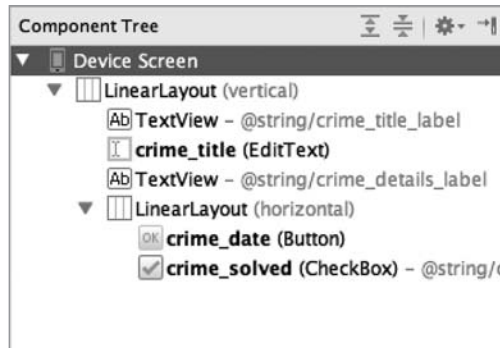 Component Tree
Device Screen
LinearLayout (vertical)
Ab TextView – @string/crime_title_label
crime_title (EditText)
Ab TextView – @string/crime_details_label
LinearLayout (horizontal)
OK crime_date (Button)
crime_solved (CheckBox) – @string/